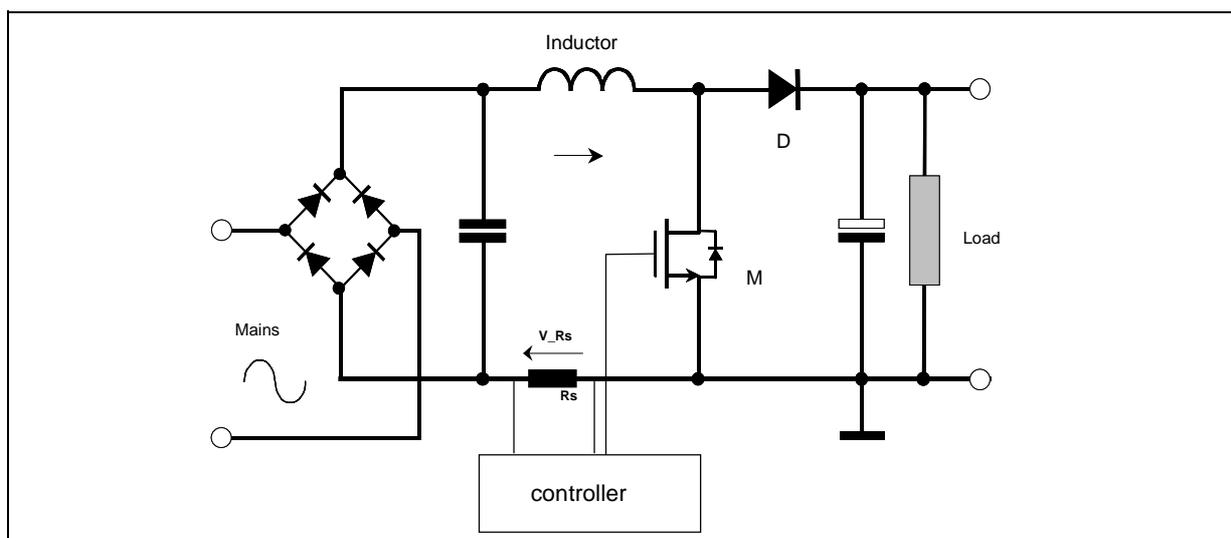 Inductor
D
Load
M
Mains
V_Rs
Rs
controller